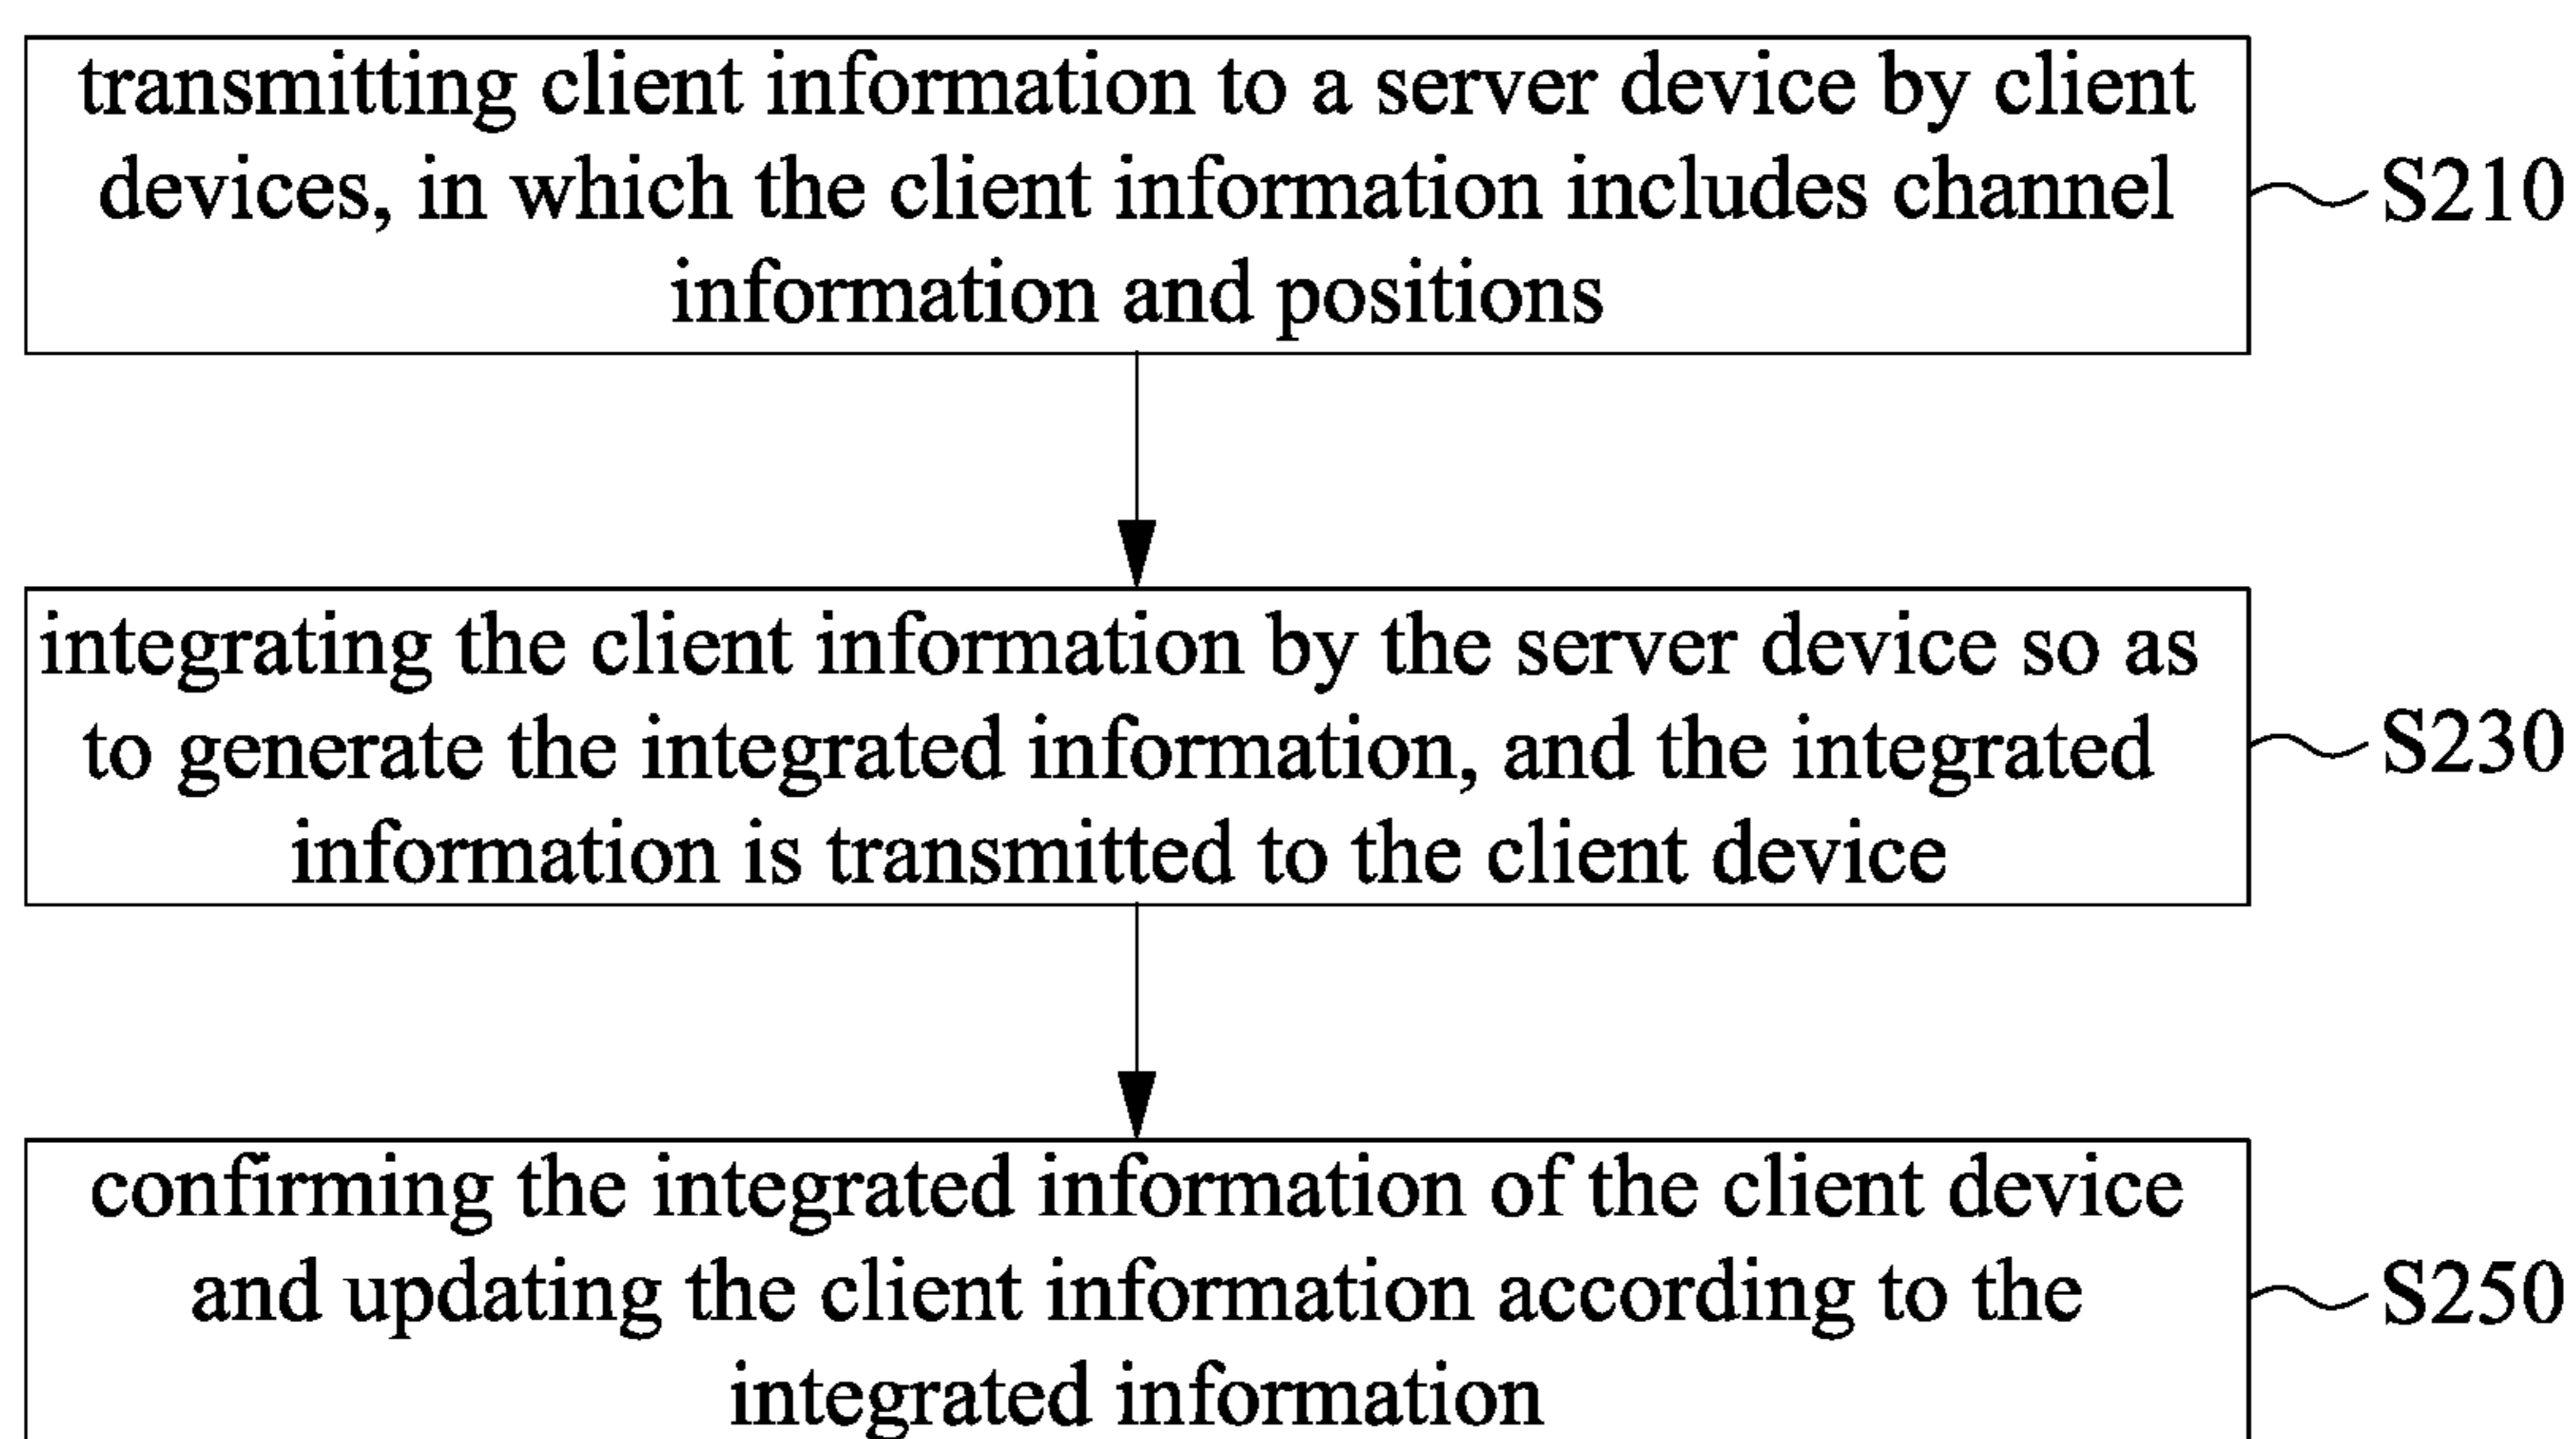 transmitting client information to a server device by client
devices, in which the client information includes channel
information and positions
S210
integrating the client information by the server device so as
to generate the integrated information, and the integrated
information is transmitted to the client device
S230
confirming the integrated information of the client device
and updating the client information according to the
integrated information
S250